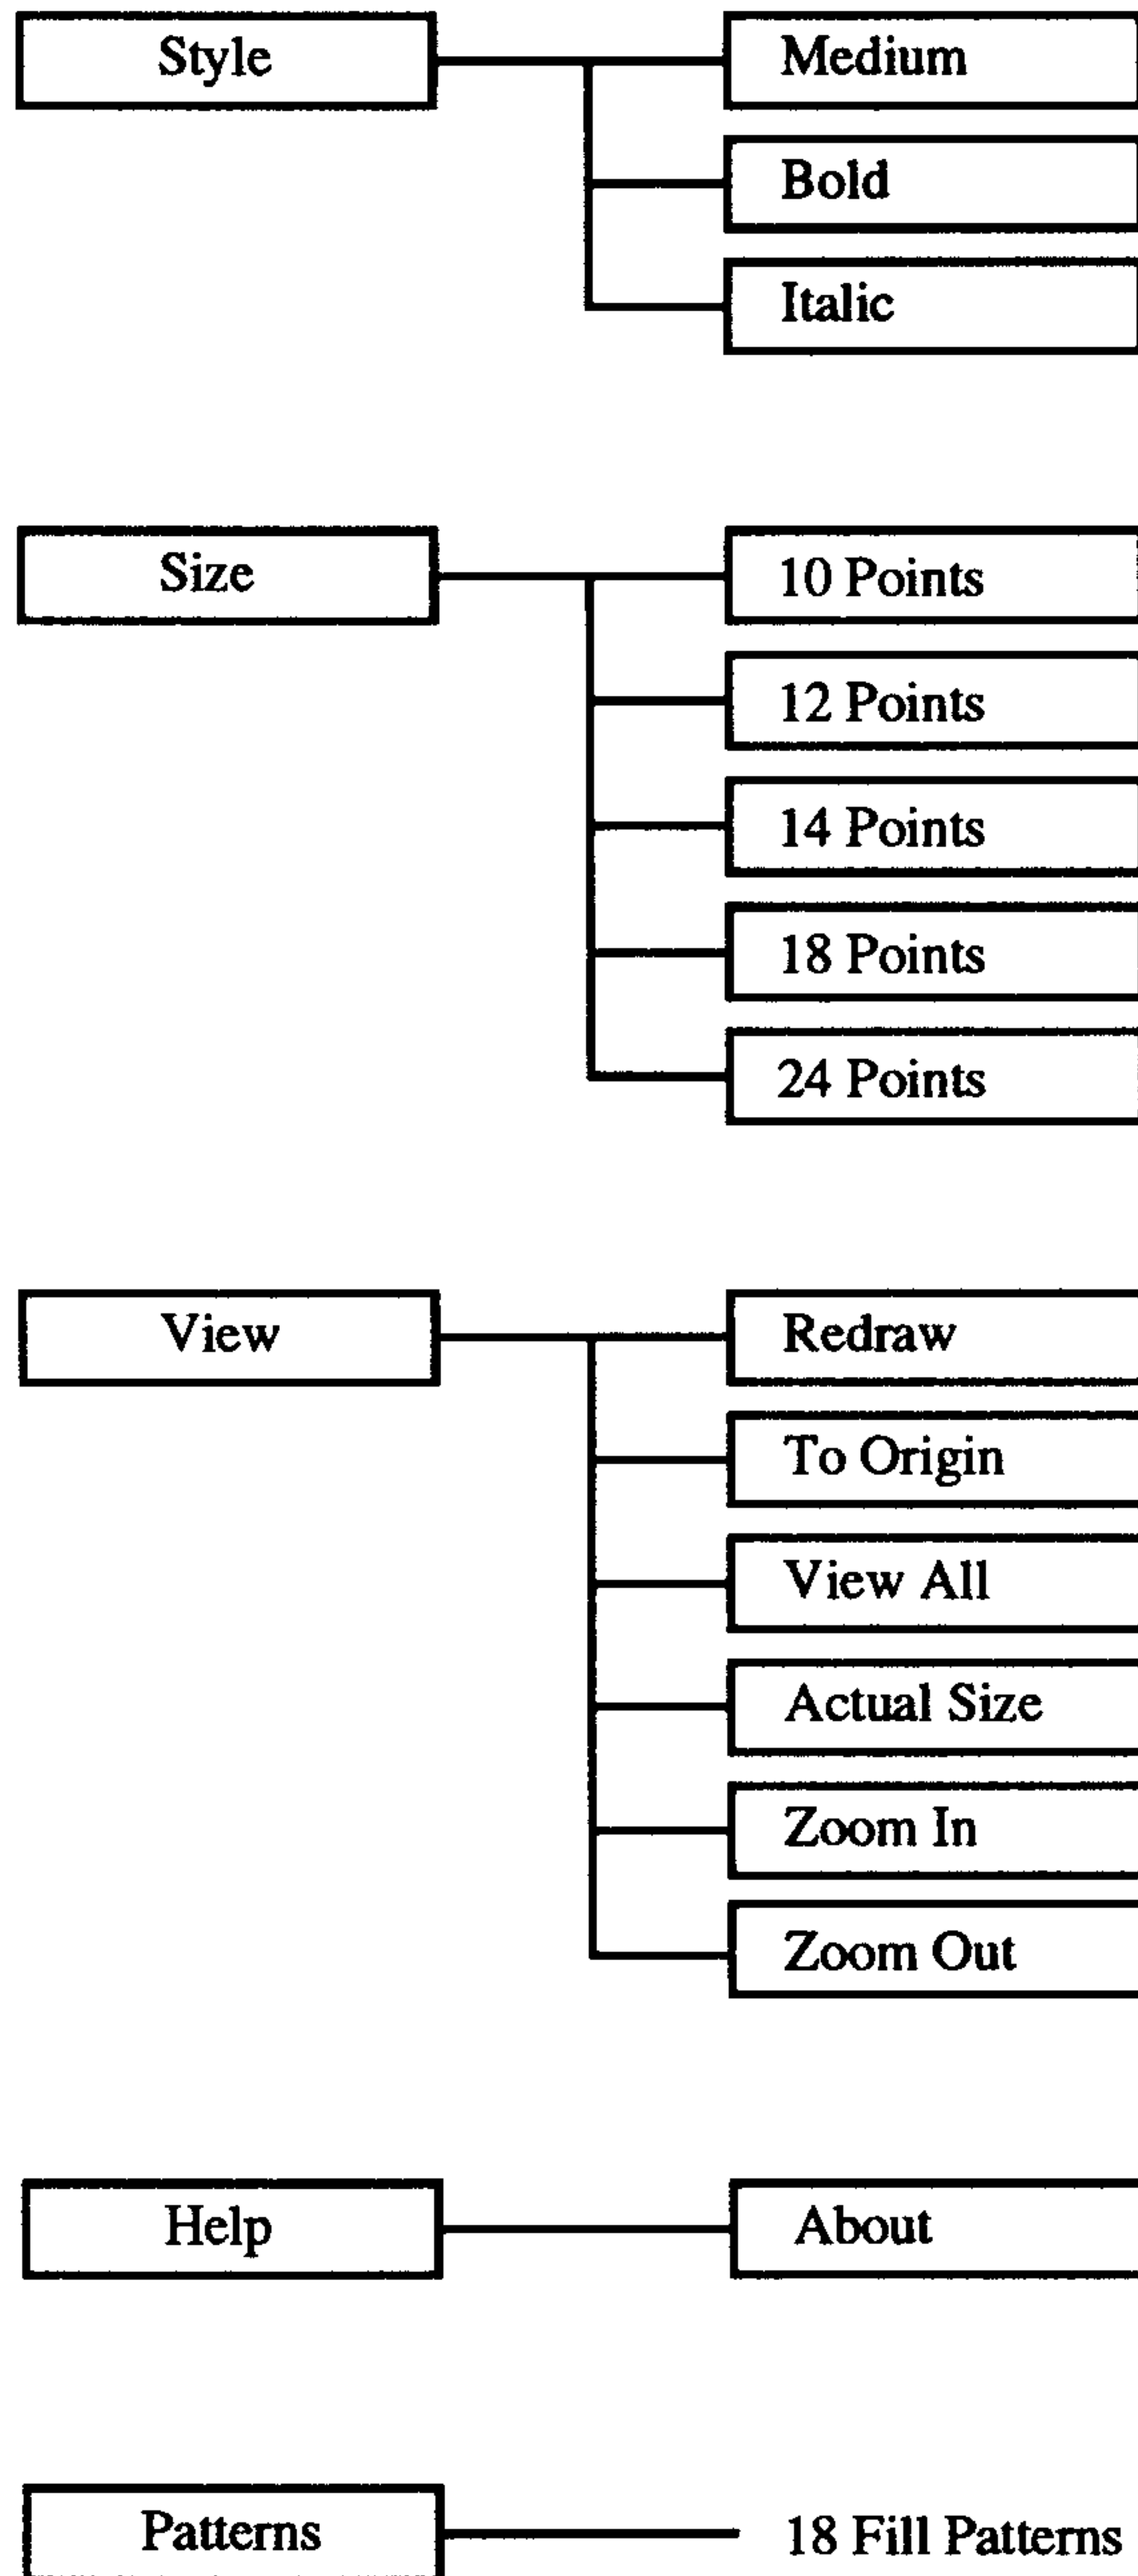 Style
Medium
Bold
Italic
Size
10 Points
12 Points
14 Points
18 Points
24 Points
View
Redraw
To Origin
View All
Actual Size
Zoom In
Zoom Out
Help
About
Patterns
18 Fill Patterns